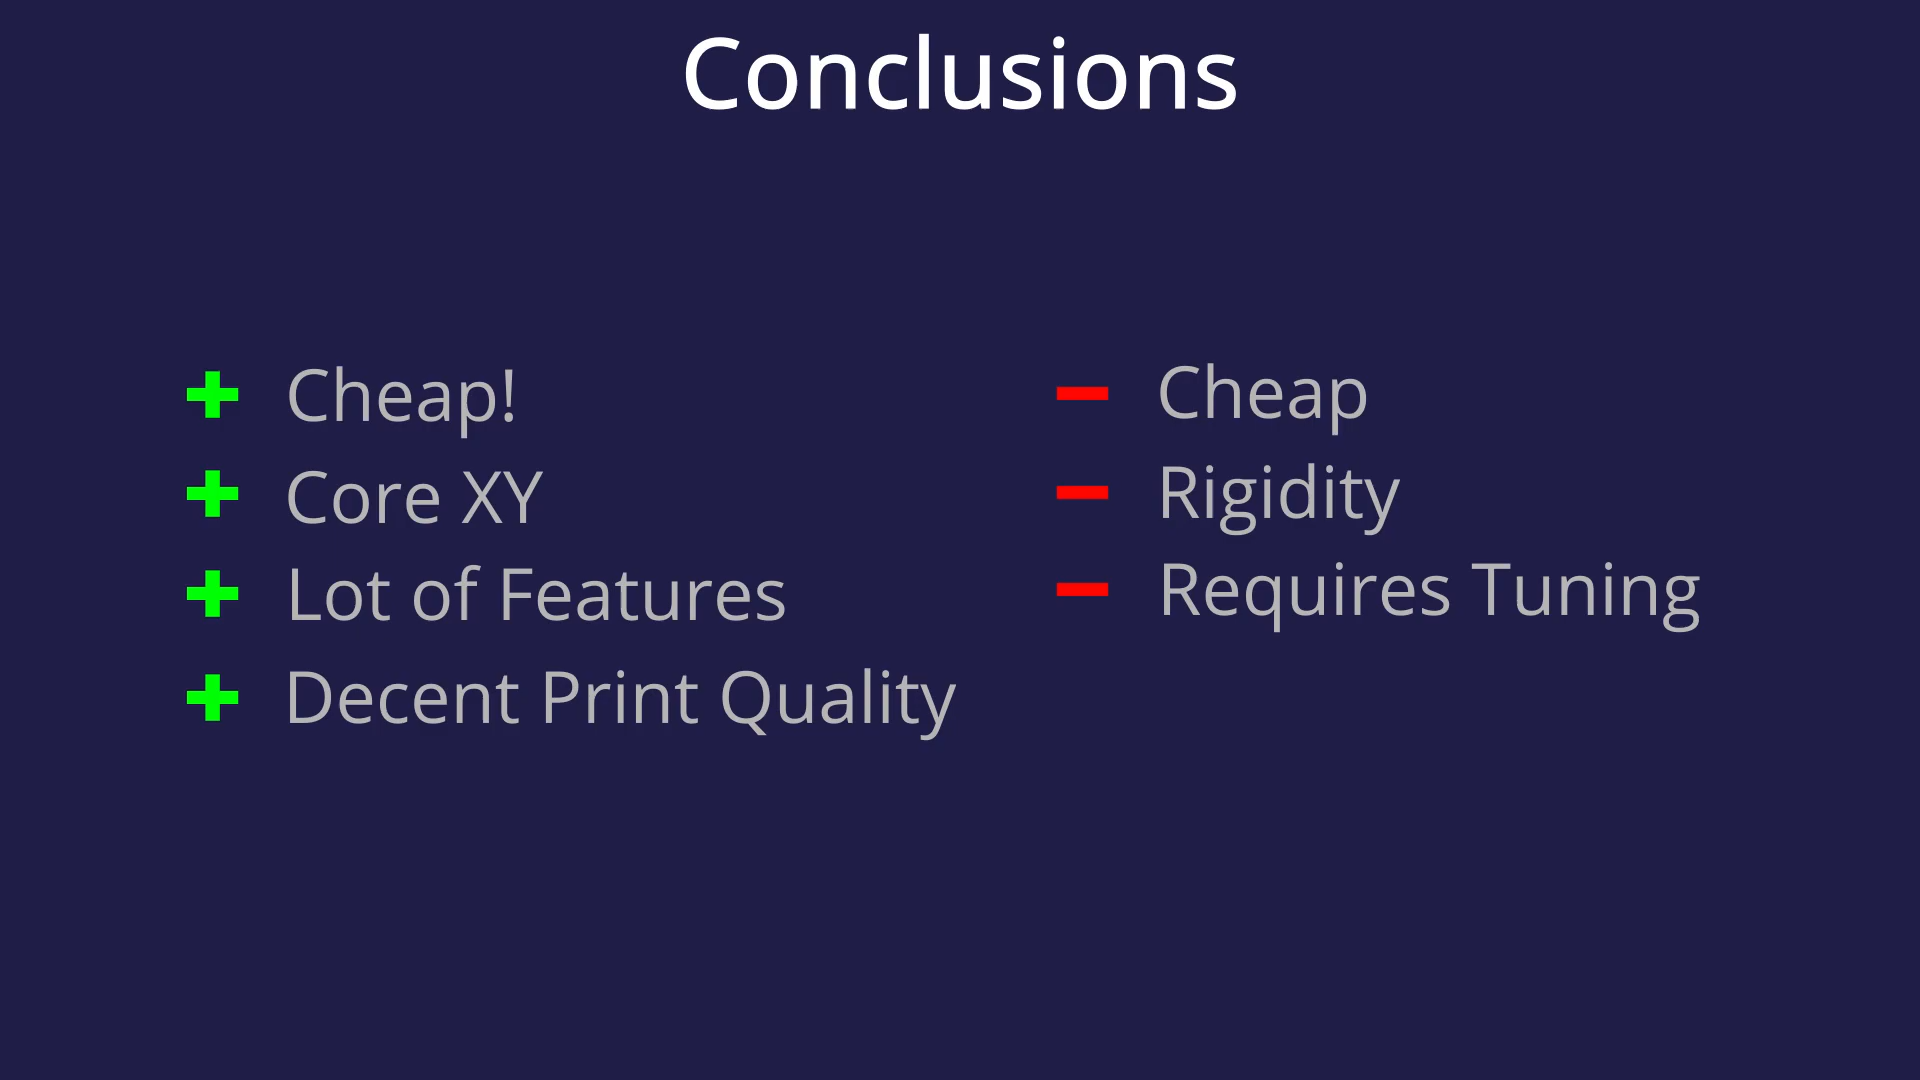 Conclusions
Cheap!
Core XY
Lot of Features
Decent Print Quality
Cheap
Rigidity
Requires Tuning